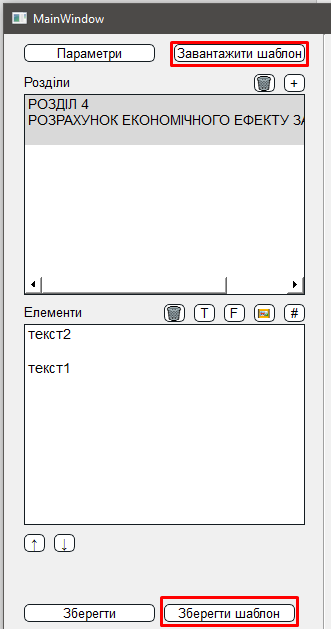 MainWindow
Параметри
Завантажити шаблон
Розділи
+
РОЗДІЛ 4
РОЗРАХУНОК ЕКОНОМІЧНОГО ЕФЕКТУ ЗА
Елементи
T
F
#
текст2
текст1
↑
↓
Зберегти
Зберегти шаблон